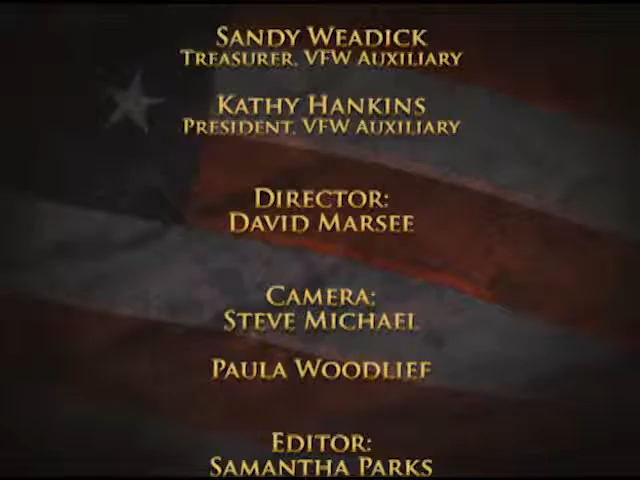 SANDY WEADICK
TREASURER, VFW AUXILIARY
KATHY HANKINS
PRESIDENT, VFW AUXILIARY
DIRECTOR:
DAVID MARSEE
CAMERA:
STEVE MICHAEL
PAULA WOODLIEF
EDITOR:
SAMANTHA PARKS